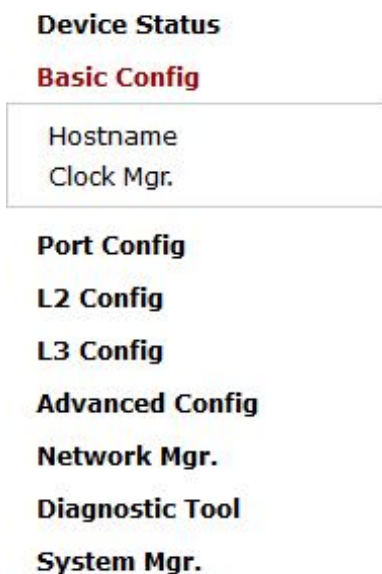 Device Status
Basic Config
Hostname
Clock Mgr.
Port Config
L2 Config
L3 Config
Advanced Config
Network Mgr.
Diagnostic Tool
System Mgr.